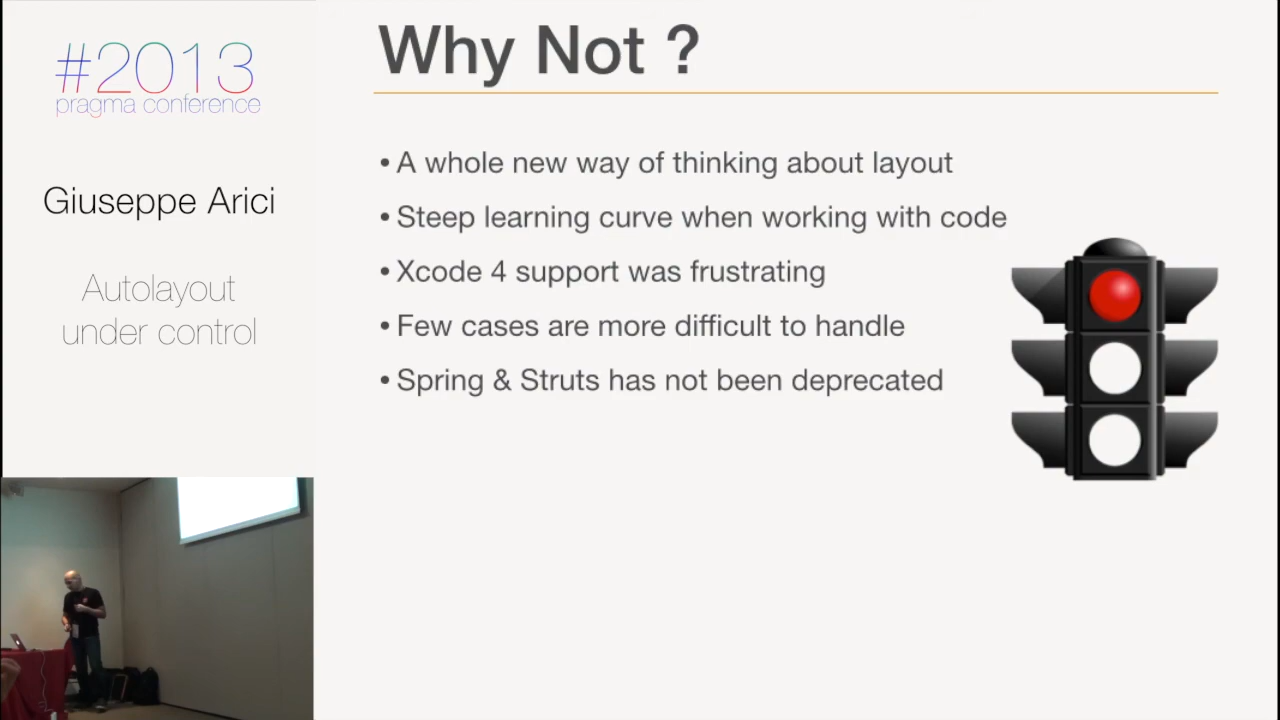 #2013
pragma conference
Giuseppe Arici
Autolayout
under control
Why Not ?
• A whole new way of thinking about layout
• Steep learning curve when working with code
• Xcode 4 support was frustrating
• Few cases are more difficult to handle
• Spring & Struts has not been deprecated